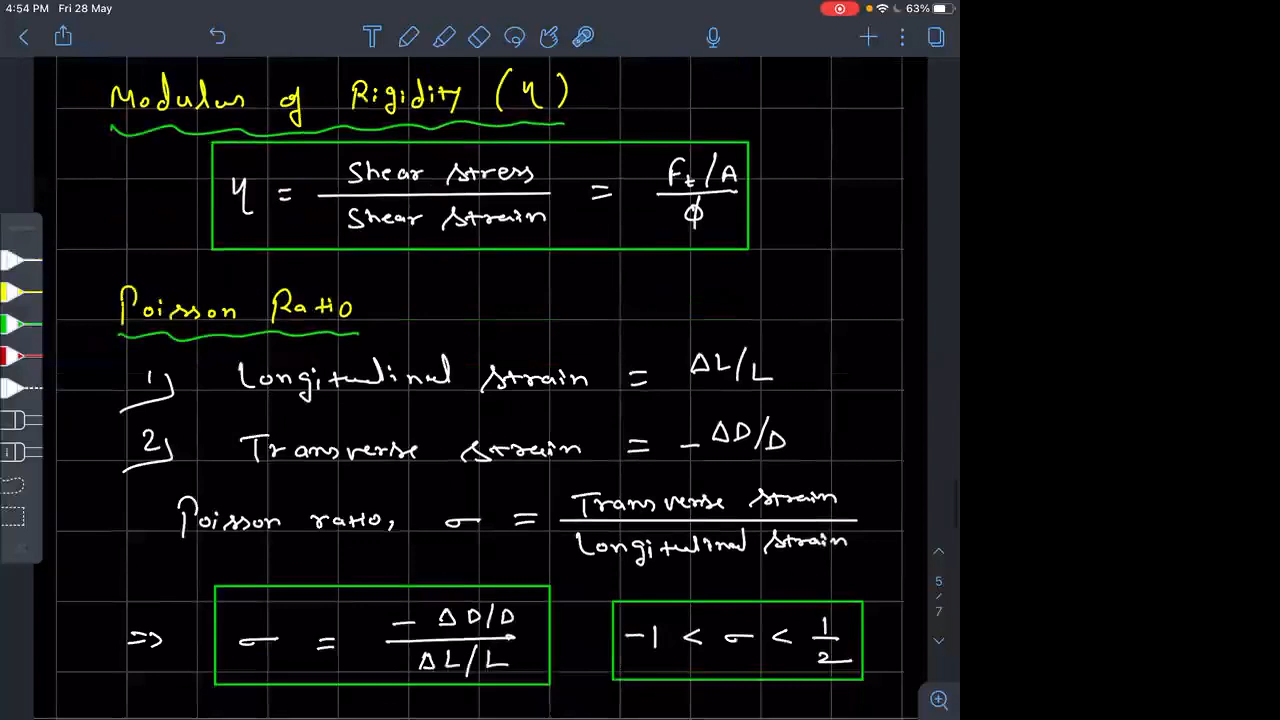 4:54 PM Fri 28 May 63%
Modulus of Rigidity (η)
η = Shear stress / Shear strain = Ft/A / ϕ
Poisson Ratio
1) Longitudinal strain = ΔL/L
2) Transverse strain = - ΔD/D
Poisson ratio, σ = Transverse strain / Longitudinal strain
=> σ = - ΔD/D / ΔL/L
-1 < σ < 1/2
5
/
7